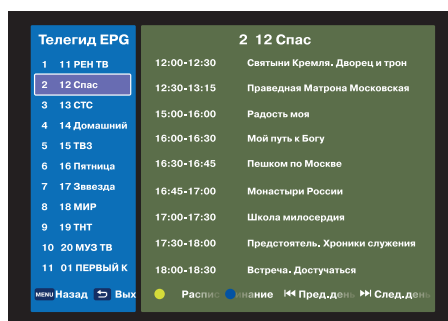 Телегид EPG
1 11 РЕН ТВ
2 12 Спас
3 13 СТС
4 14 Домашний
5 15 ТВ3
6 16 Пятница
7 17 Звезда
8 18 МИР
9 19 ТНТ
10 20 МУЗ ТВ
11 01 ПЕРВЫЙ К
MENU Назад Вых
2 12 Спас
12:00-12:30 Святыни Кремля. Дворец и трон
12:30-13:15 Праведная Матрона Московская
15:00-16:00 Радость моя
16:00-16:30 Мой путь к Богу
16:30-16:45 Пешком по Москве
16:45-17:00 Монастыри России
17:00-17:30 Школа милосердия
17:30-18:00 Предстоятель. Хроники служения
18:00-18:30 Встреча. Достучаться
Распис инание Пред.день След.день